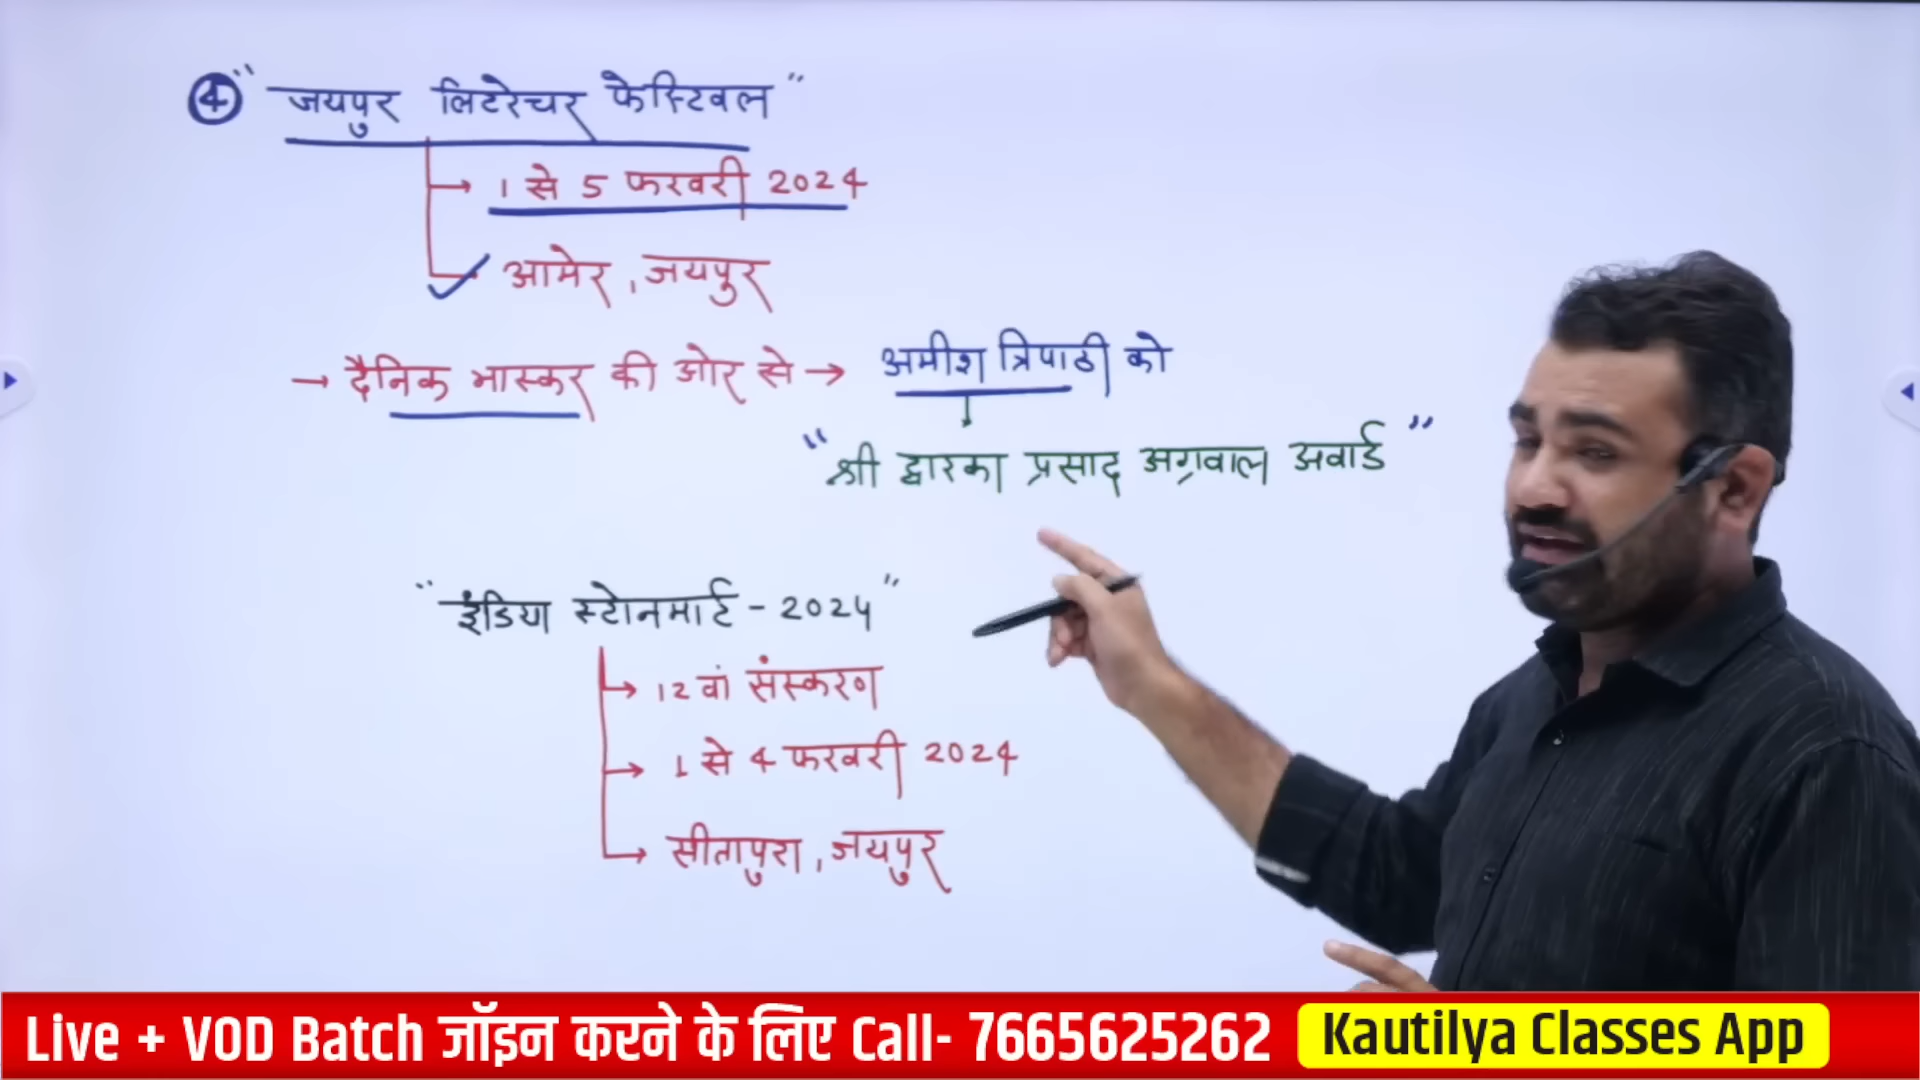 ④ "जयपुर लिटरेचर फेस्टिवल"
→ 1 से 5 फरवरी 2024
✓ आमेर, जयपुर
→ दैनिक भास्कर की ओर से → अमीश त्रिपाठी को
↓
"श्री द्वारका प्रसाद अग्रवाल अवार्ड"
"इंडिया स्टोनमार्ट - 2024"
→ 12 वां संस्करण
→ 1 से 4 फरवरी 2024
→ सीतापुरा, जयपुर
Live + VOD Batch जॉइन करने के लिए Call- 7665625262 Kautilya Classes App